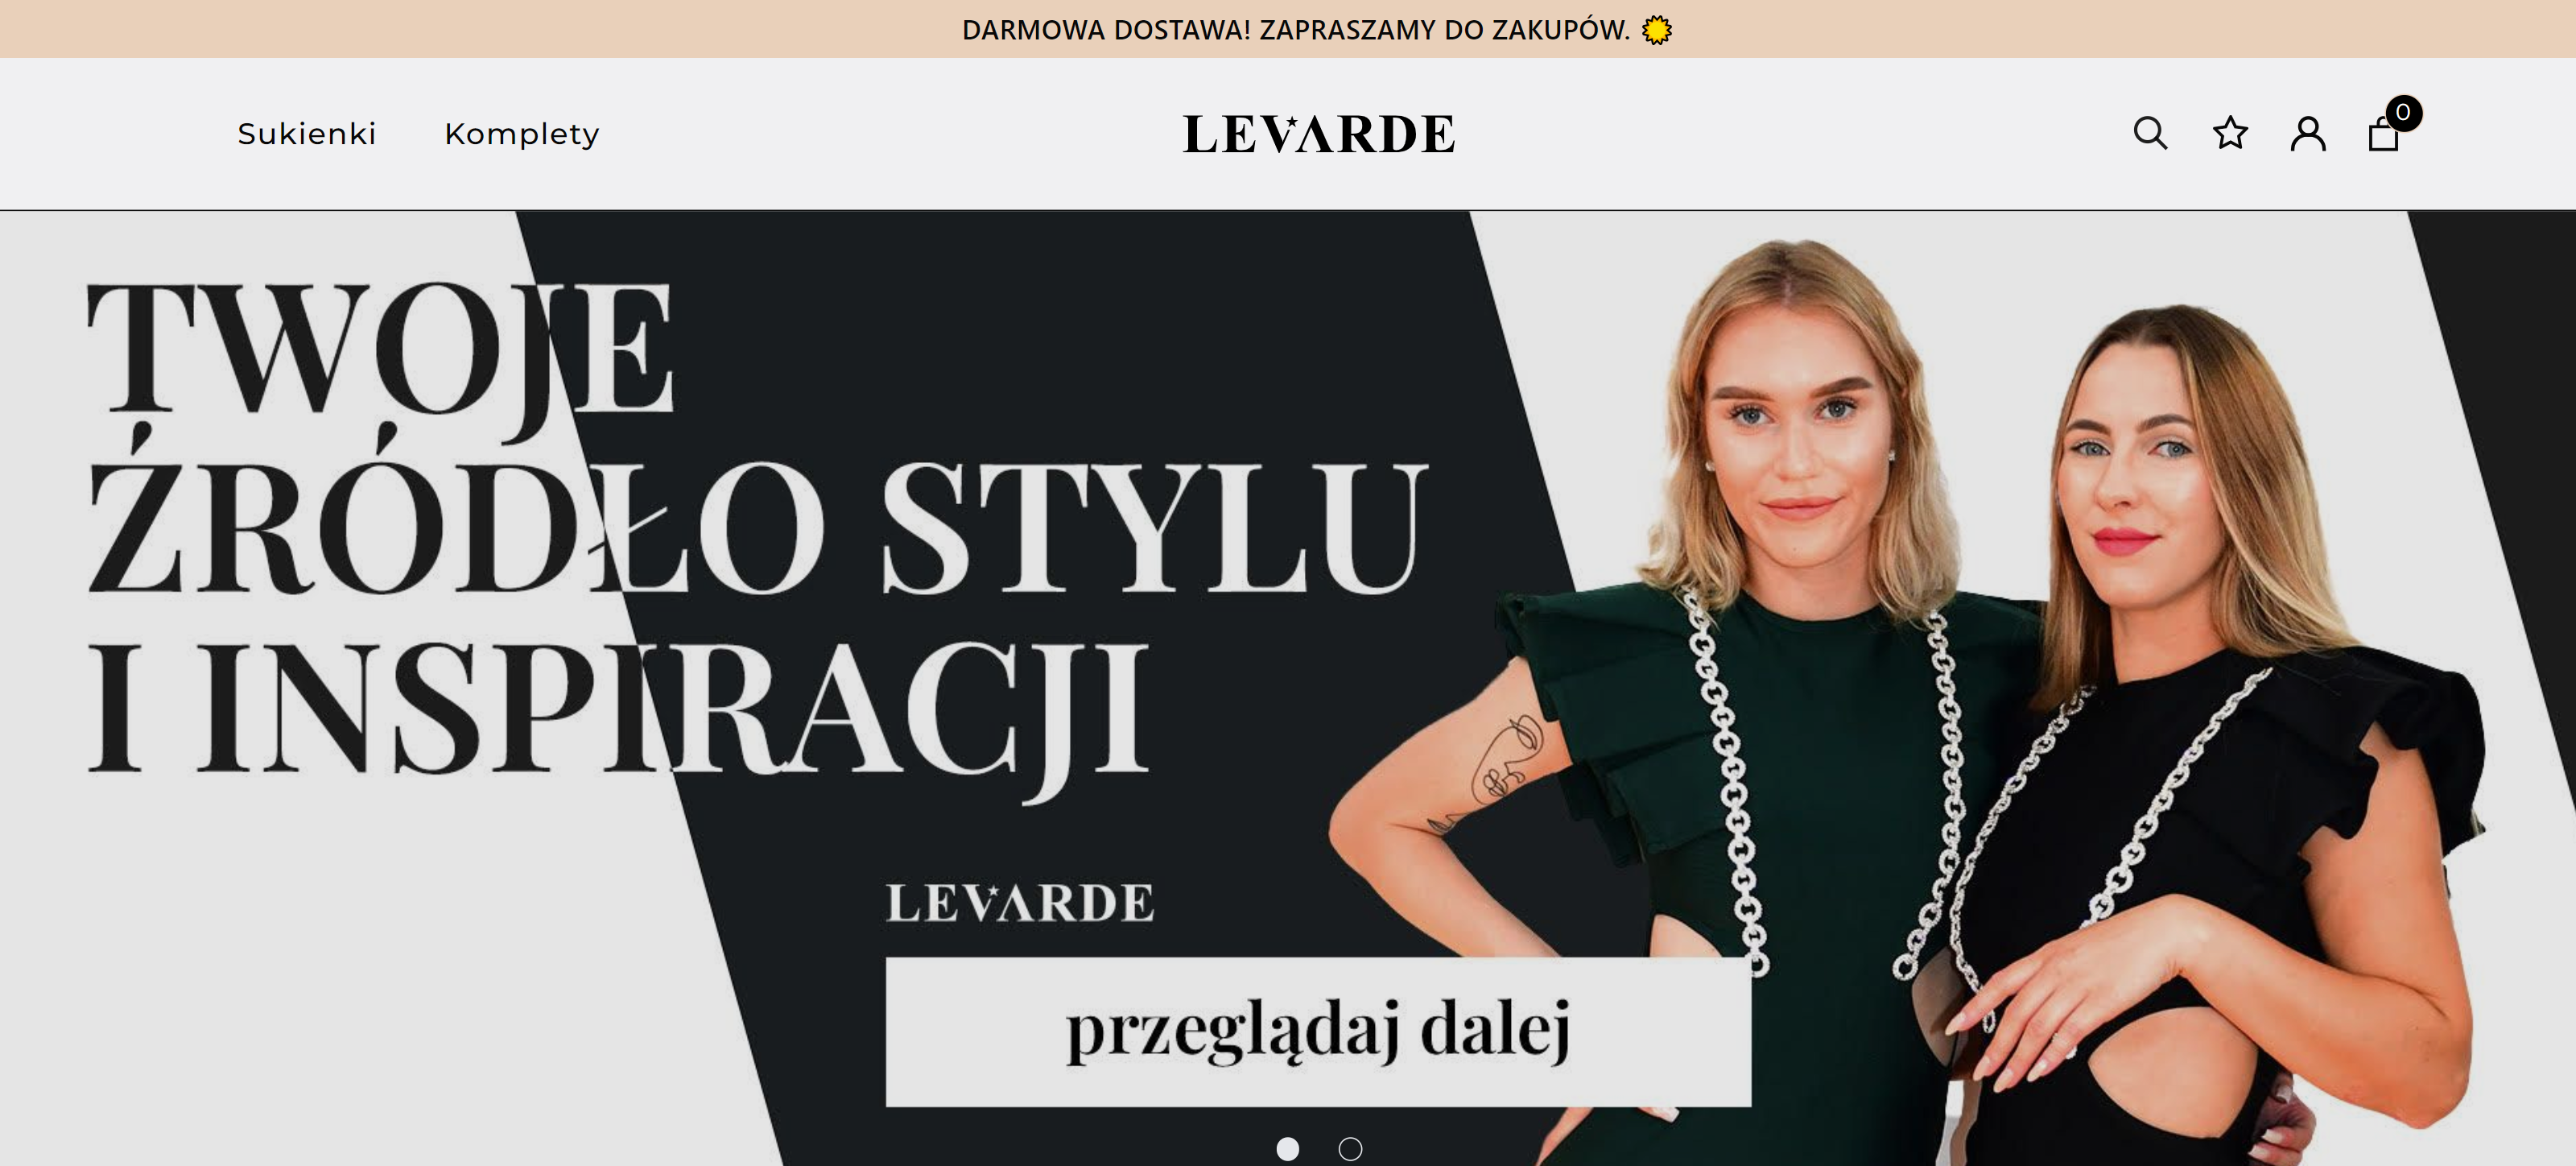 DARMOWA DOSTAWA! ZAPRASZAMY DO ZAKUPÓW.
Sukienki
Komplety
LEVARDE
0
TWOJE
ŹRÓDŁO STYLU
I INSPIRACJI
LEVARDE
przeglądaj dalej